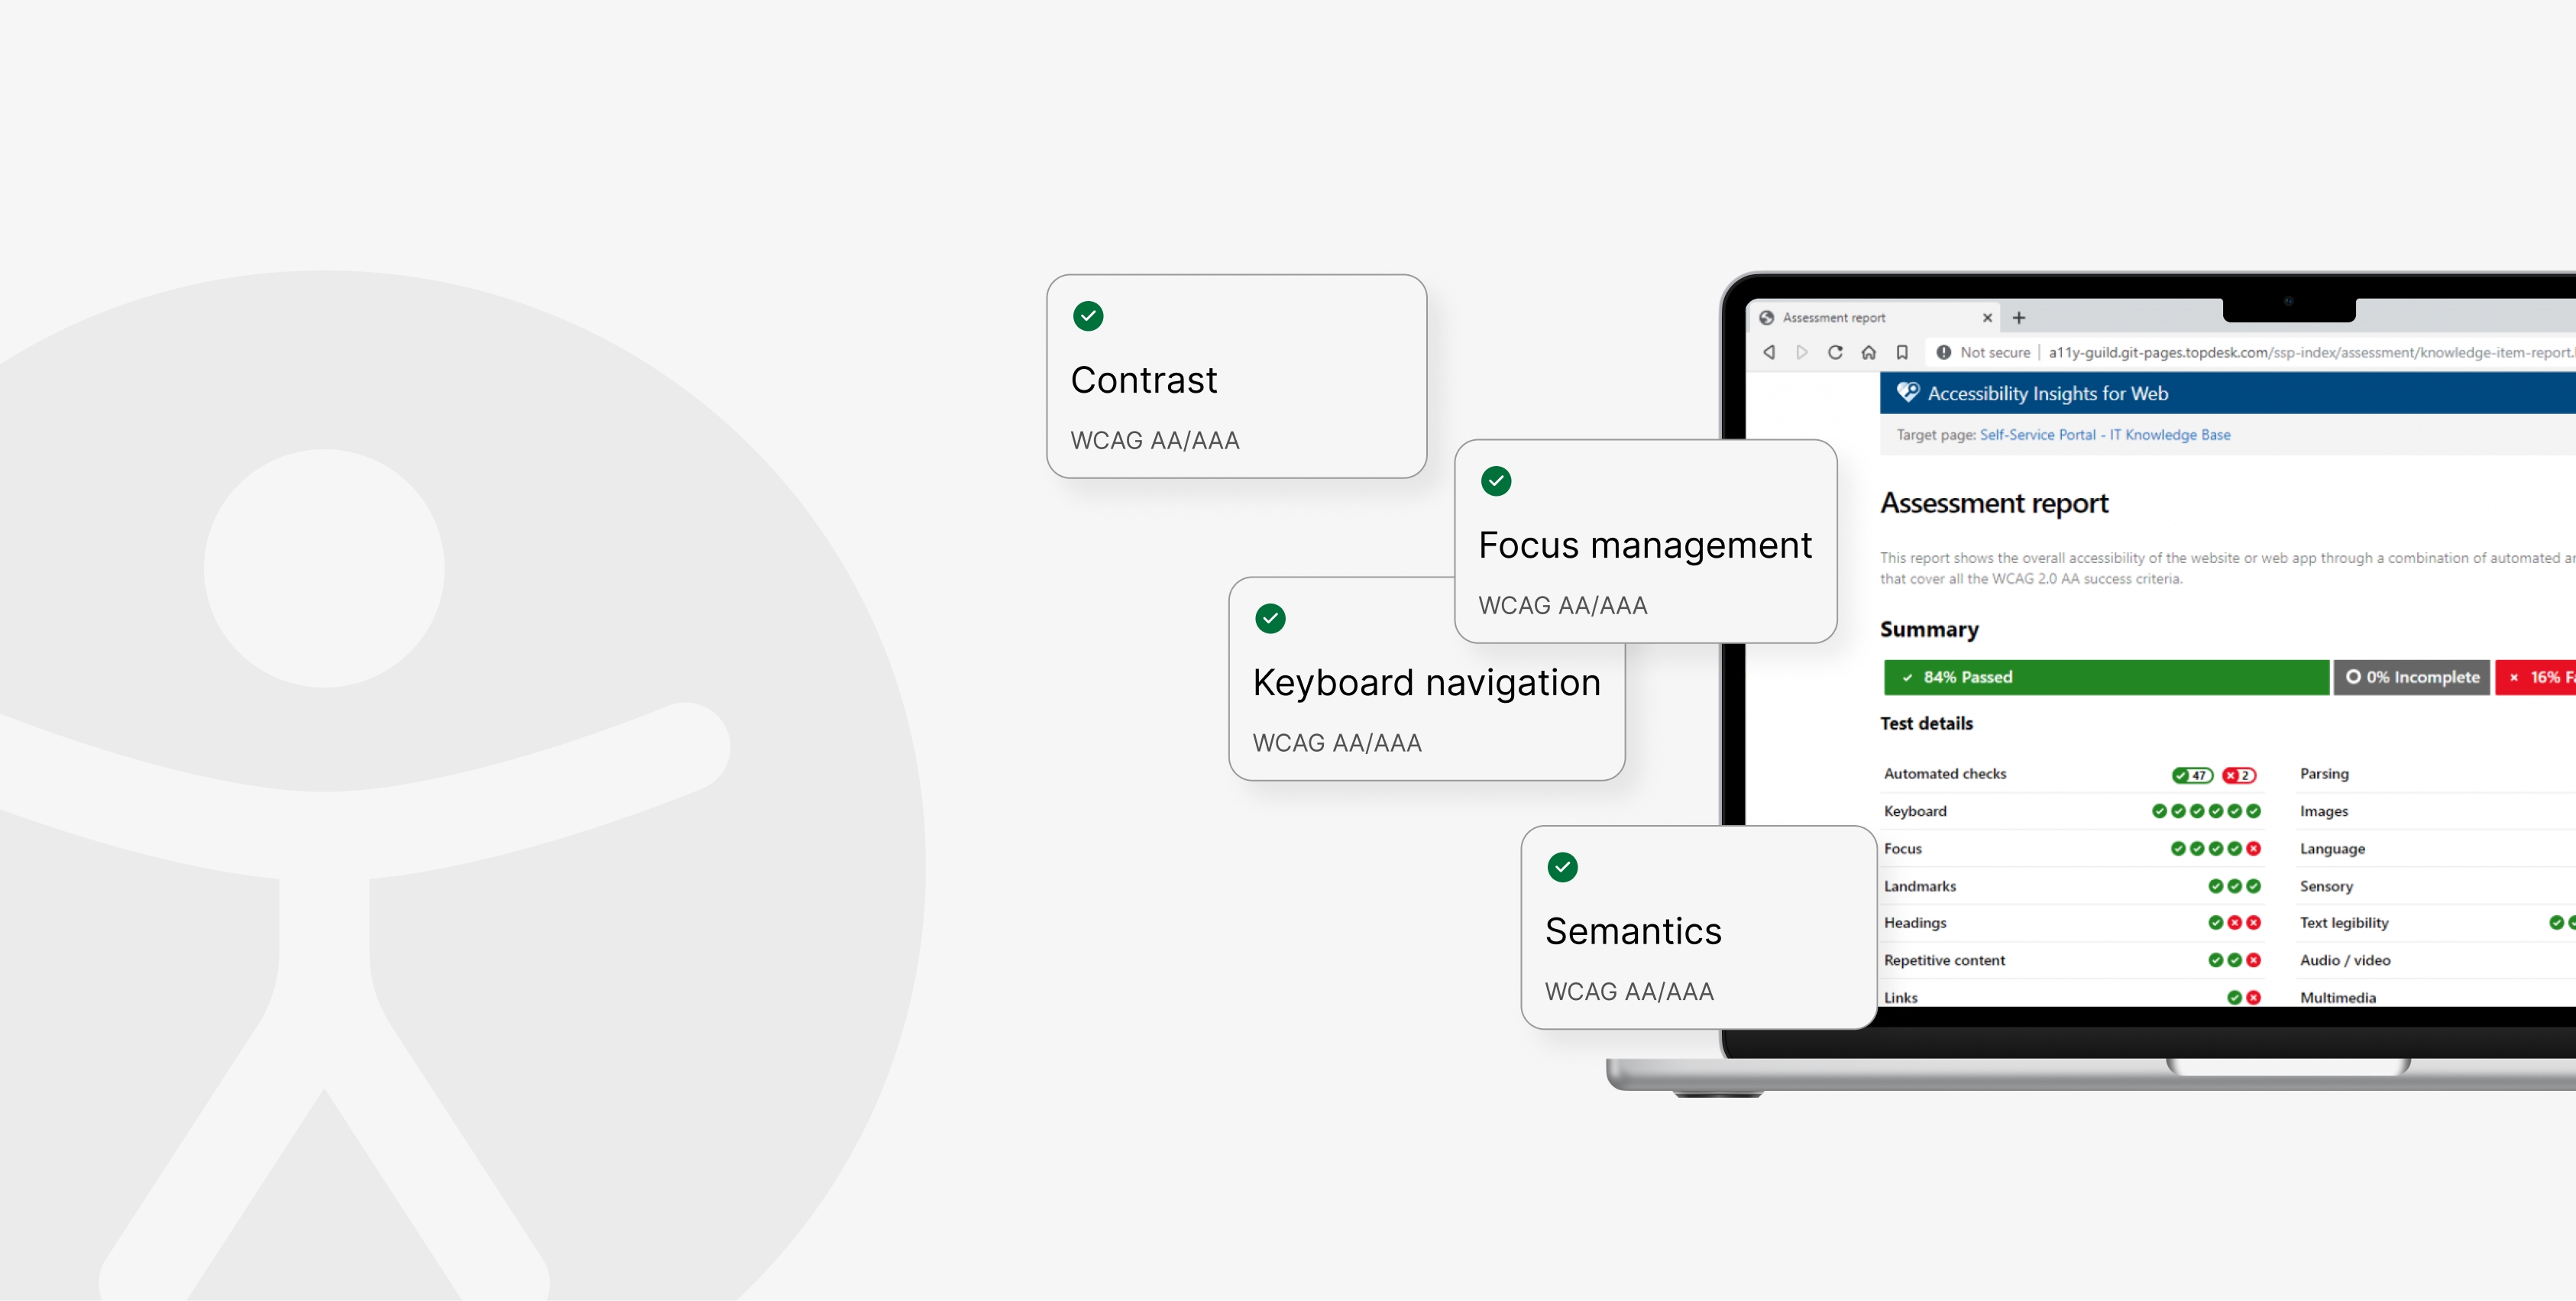 Contrast
WCAG AA/AAA
Focus management
WCAG AA/AAA
Keyboard navigation
WCAG AA/AAA
Semantics
WCAG AA/AAA
Assessment report
Not secure
a11y-guild.git-pages.topdesk.com/ssp-index/assessment/knowledge-item-report.
Accessibility Insights for Web
Target page: Self-Service Portal - IT Knowledge Base
Assessment report
This report shows the overall accessibility of the website or web app through a combination of automated
that cover all the WCAG 2.0 AA success criteria.
Summary
84% Passed
0% Incomplete
16%
Test details
Automated checks 47 2
Keyboard
Focus
Landmarks
Headings
Repetitive content
Links
Parsing
Images
Language
Sensory
Text legibility
Audio / video
Multimedia